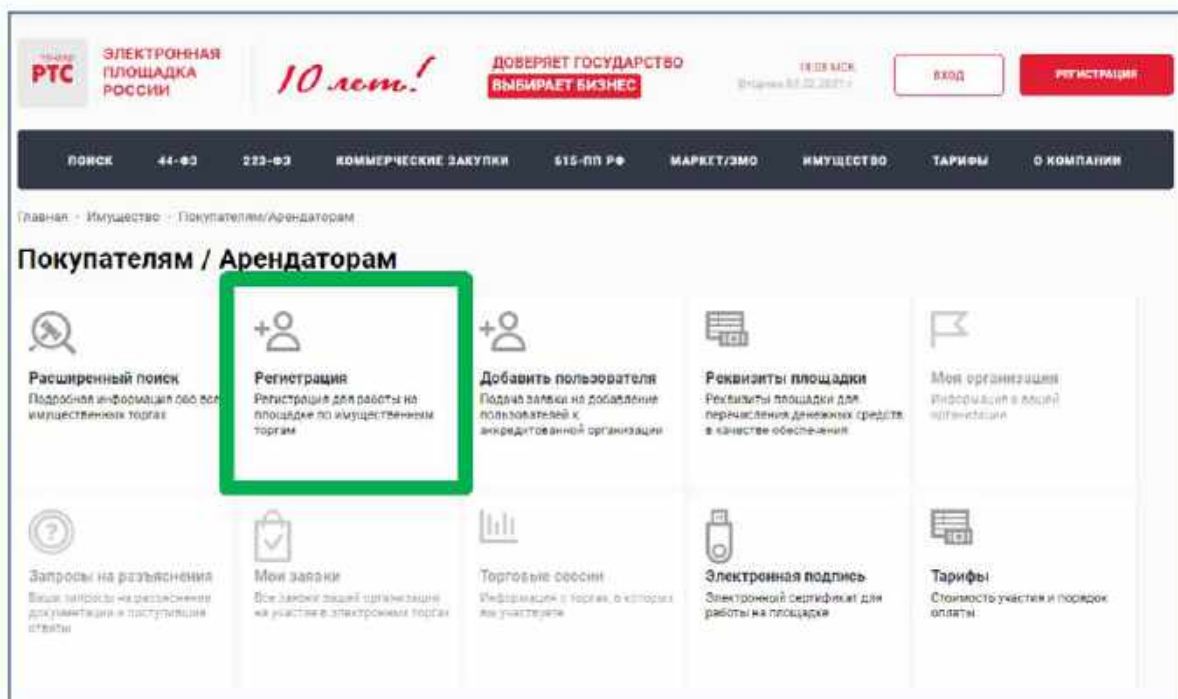 РТС
ЭЛЕКТРОННАЯ
ПЛОЩАДКА
РОССИИ
10 лет!
ДОВЕРЯЕТ ГОСУДАРСТВО
ВЫБИРАЕТ БИЗНЕС
МСК
ВХОД
РЕГИСТРАЦИЯ
ПОИСК 44-ФЗ 223-ФЗ КОММЕРЧЕСКИЕ ЗАКУПКИ 615-ПП РФ МАРКЕТ/ЗМО ИМУЩЕСТВО ТАРИФЫ О КОМПАНИИ
Главная - Имущество - Покупателям/Арендаторам
Покупателям / Арендаторам
Расширенный поиск
Подробная информация обо все
имущественных торгах
Регистрация
Регистрация для работы на
площадке по имущественным
торгам
Добавить пользователя
Подача заявки на добавление
пользователей к
аккредитованной организации
Реквизиты площадки
Реквизиты площадки для
перечисления денежных средств
в качестве обеспечения
Моя организация
Информация о вашей
организации
Запросы на разъяснения
Ваши запросы на разъяснение
документации и поступившие
ответы
Мои заявки
Все заявки вашей организации
на участие в электронных торгах
Торговые сессии
Информация о торгах, в которых
вы участвуете
Электронная подпись
Электронный сертификат для
работы на площадке
Тарифы
Стоимость участия и порядок
оплаты